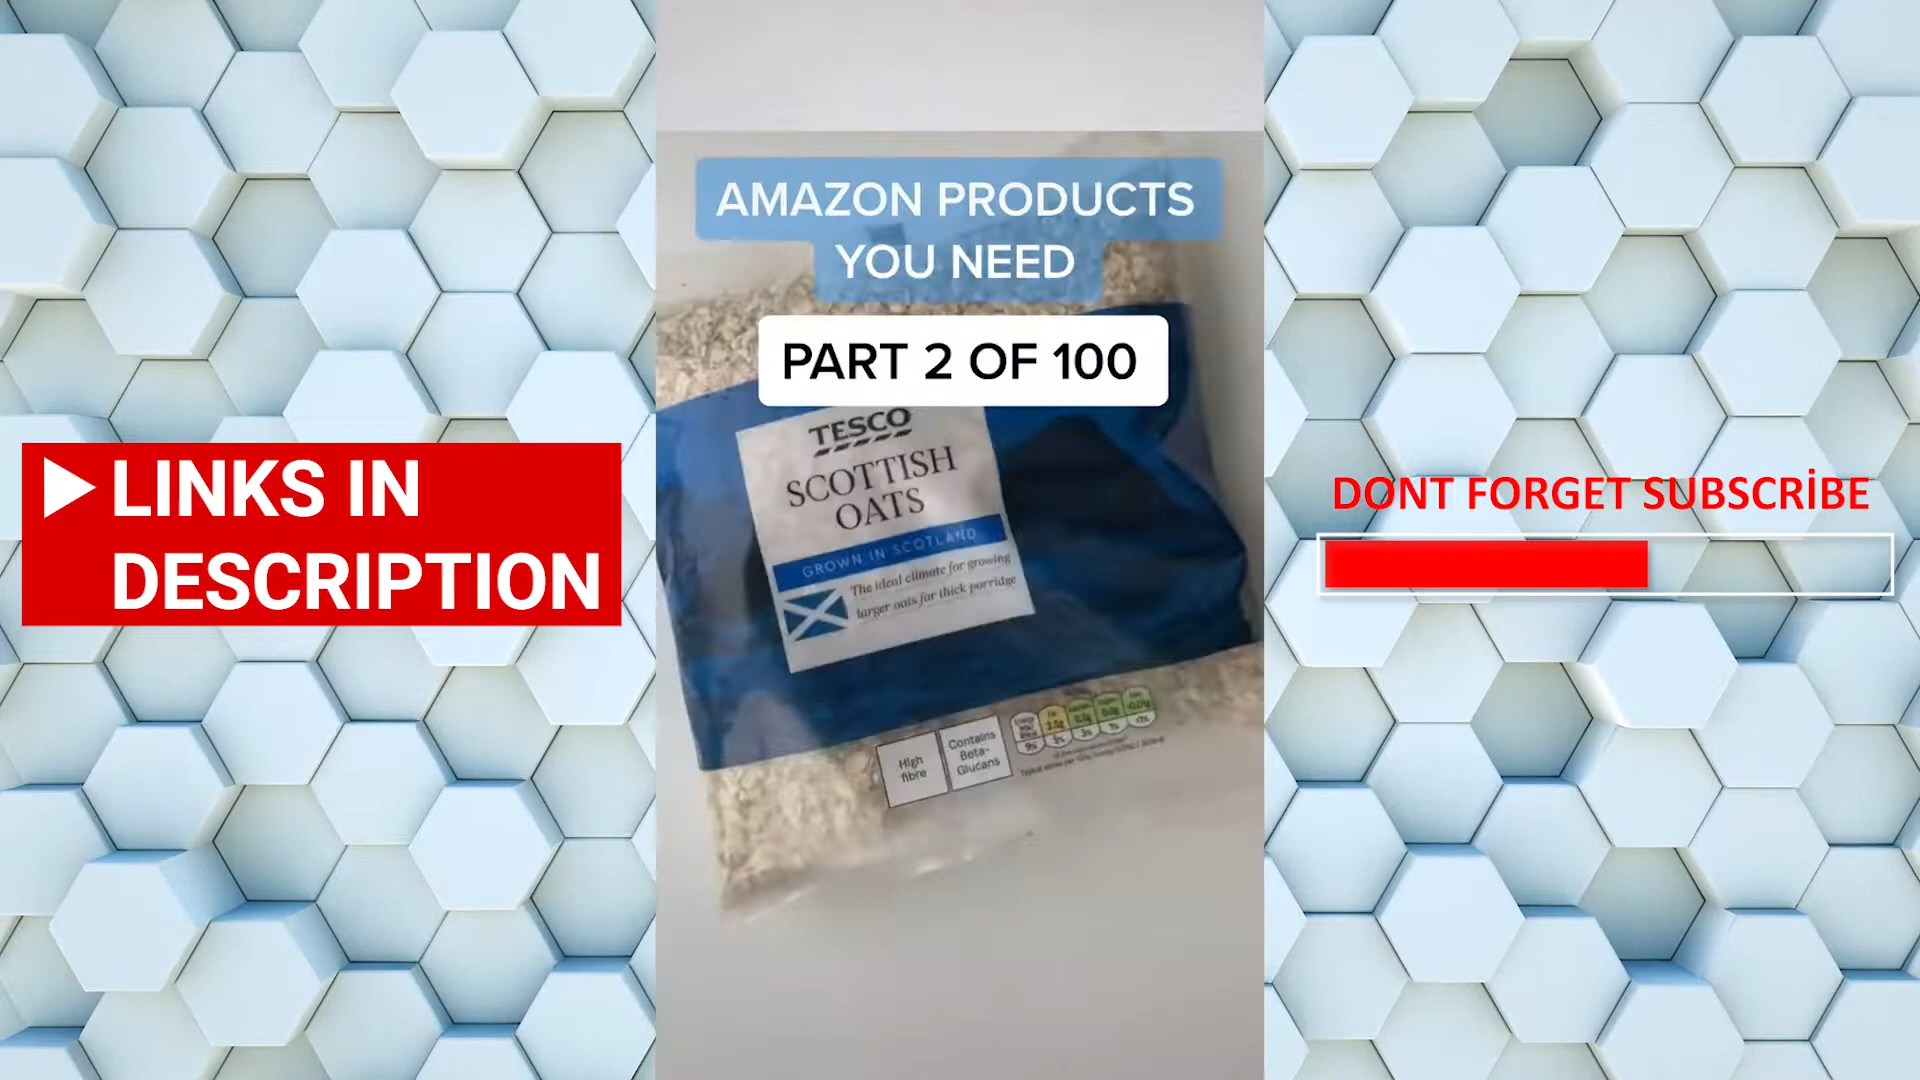 AMAZON PRODUCTS
YOU NEED
PART 2 OF 100
TESCO
SCOTTISH
OATS
GROWN IN SCOTLAND
The ideal climate for growing
larger oats for thick porridge
High
fibre
Contains
Beta-
Glucans
LINKS IN
DESCRIPTION
DONT FORGET SUBSCRİBE